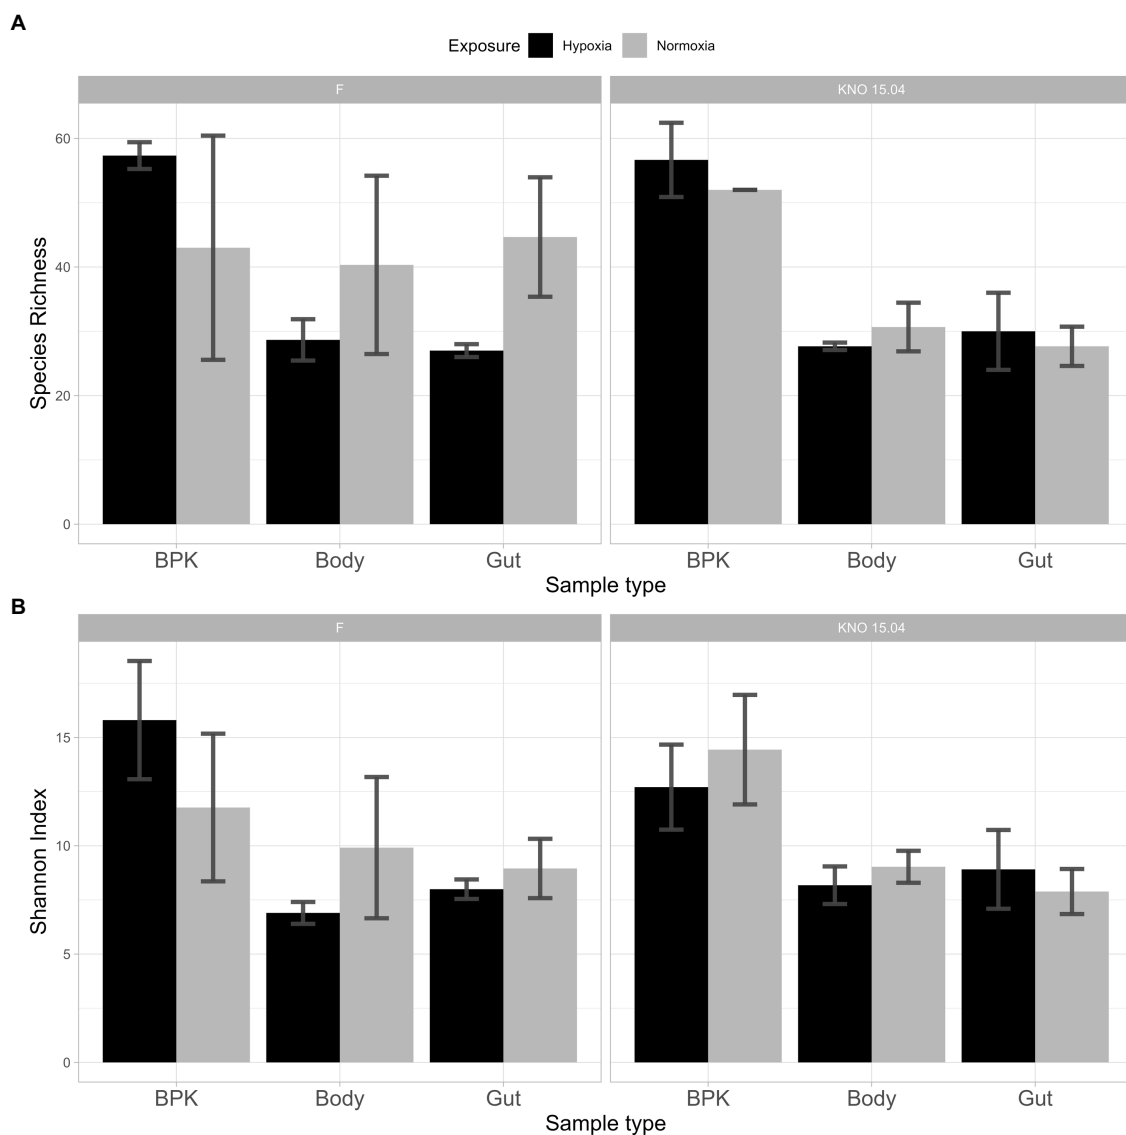 A
Exposure Hypoxia Normoxia
F KNO 15.04
Species Richness
60
40
20
0
BPK Body Gut BPK Body Gut
Sample type
B
F KNO 15.04
Shannon Index
15
10
5
0
BPK Body Gut BPK Body Gut
Sample type